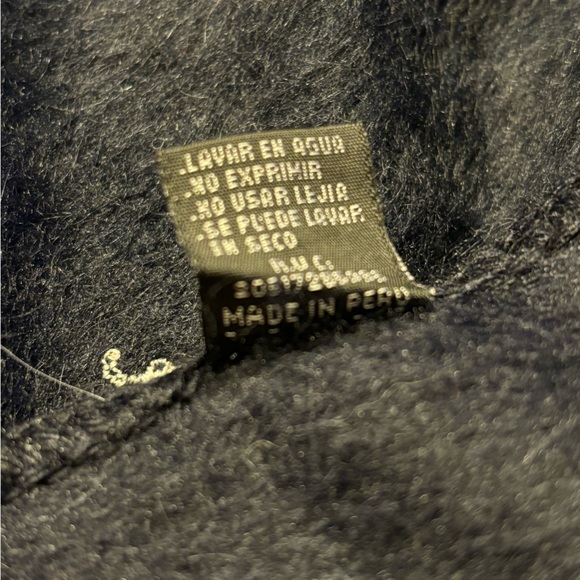 .LAVAR EN AGUA
.NO EXPRIMIR
.NO USAR LEJIA
.SE PUEDE LAVAR
EN SECO
R.U.C.
MADE IN PERU